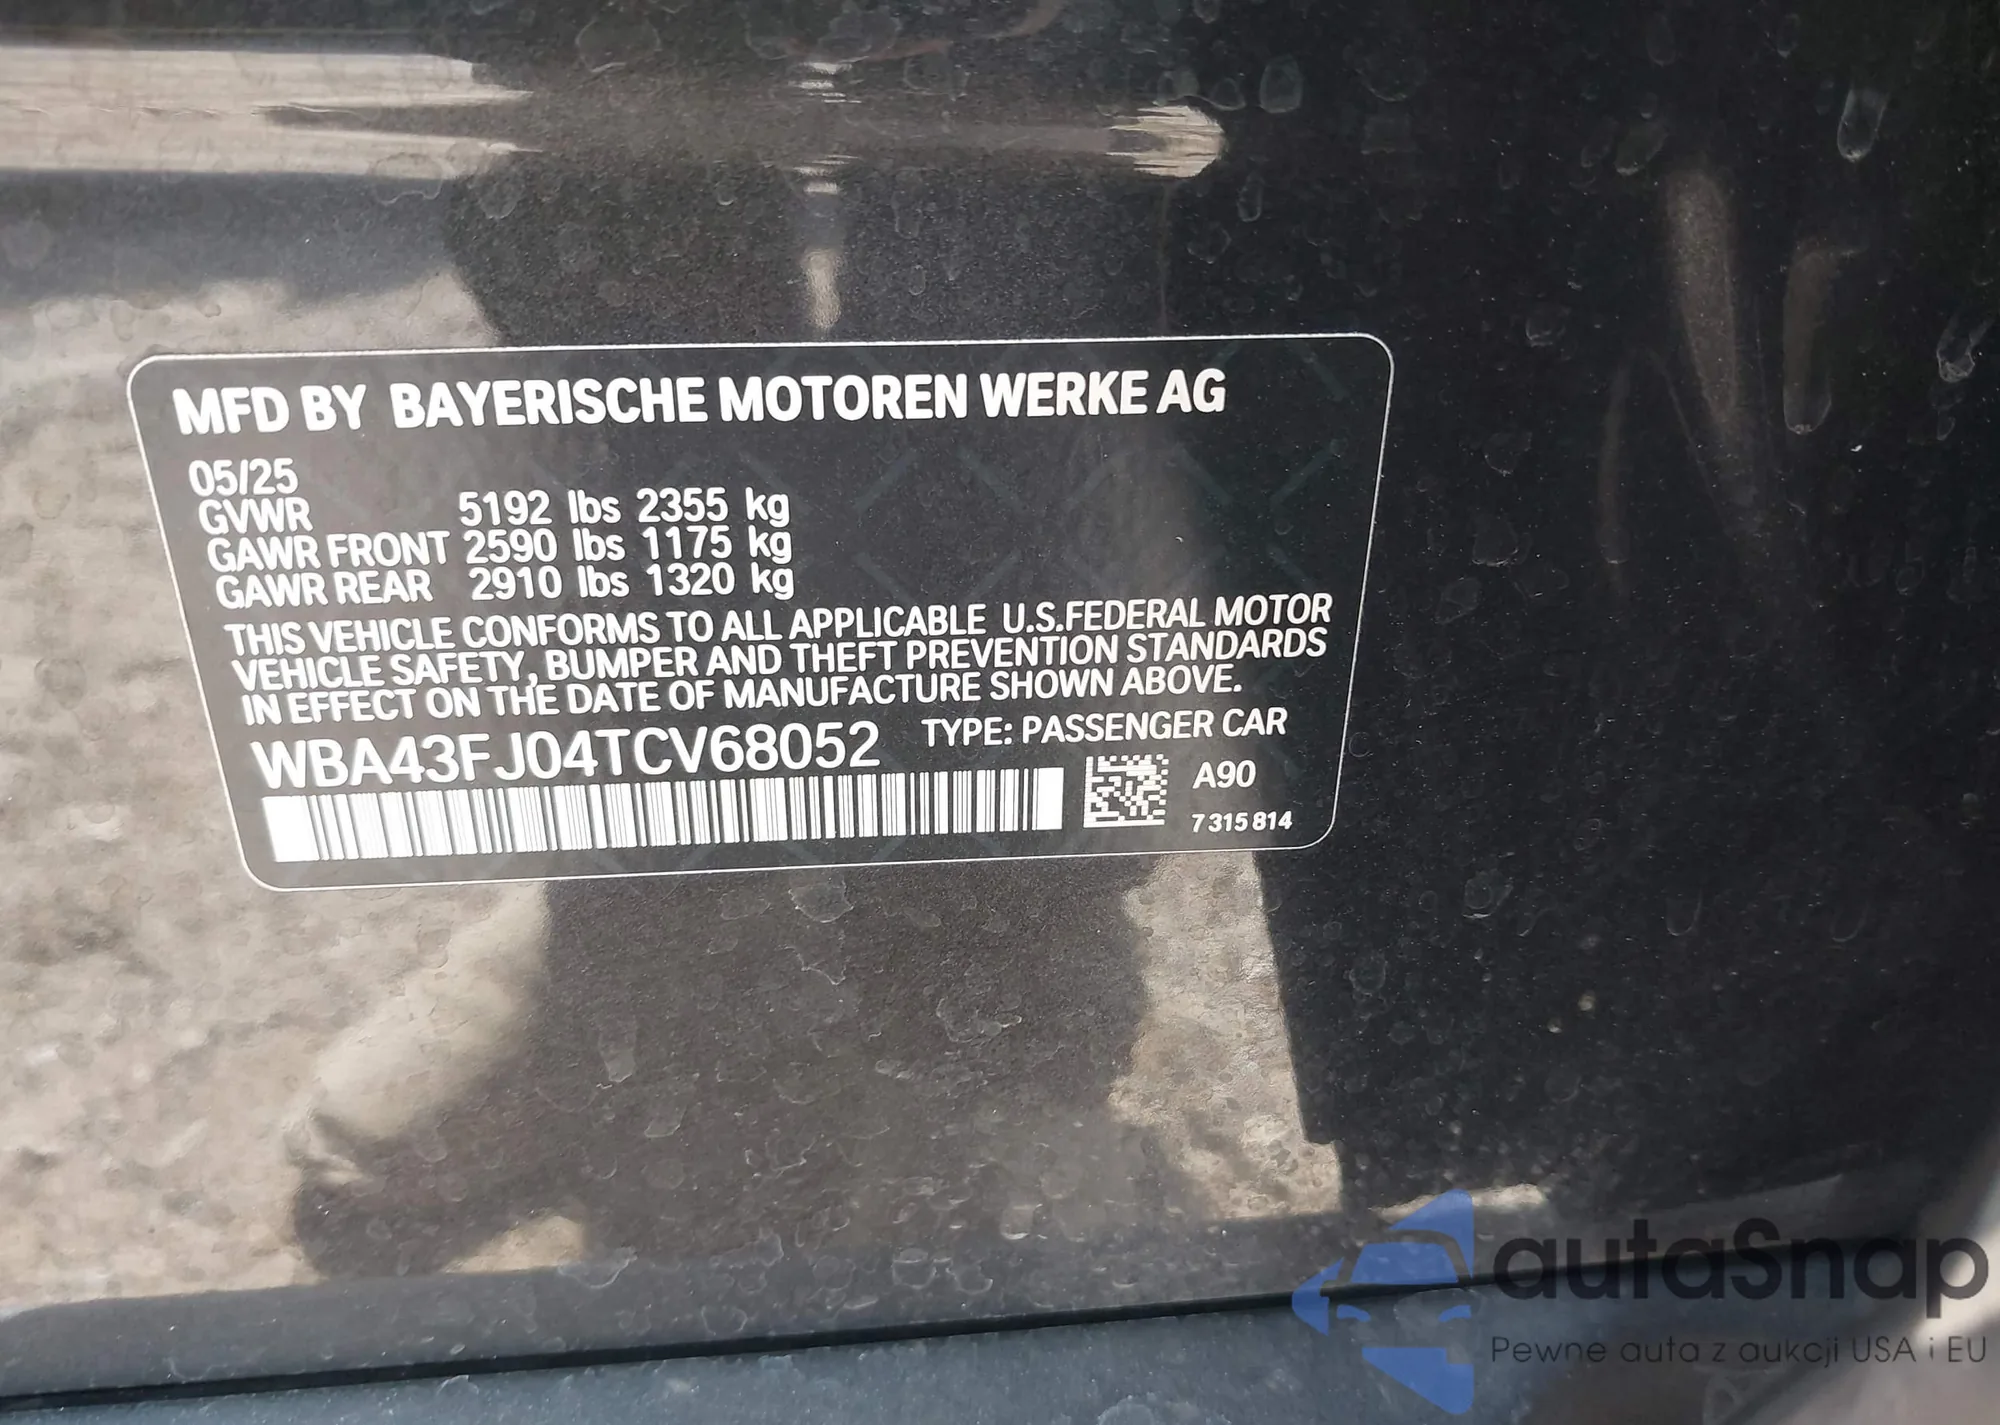 MFD BY BAYERISCHE MOTOREN WERKE AG
05/25
GVWR 5192 lbs 2355 kg
GAWR FRONT 2590 lbs 1175 kg
GAWR REAR 2910 lbs 1320 kg
THIS VEHICLE CONFORMS TO ALL APPLICABLE U.S.FEDERAL MOTOR
VEHICLE SAFETY, BUMPER AND THEFT PREVENTION STANDARDS
IN EFFECT ON THE DATE OF MANUFACTURE SHOWN ABOVE.
WBA43FJ04TCV68052 TYPE: PASSENGER CAR
A90
7 315 814
autaSnap
Pewne auta z aukcji USA i EU